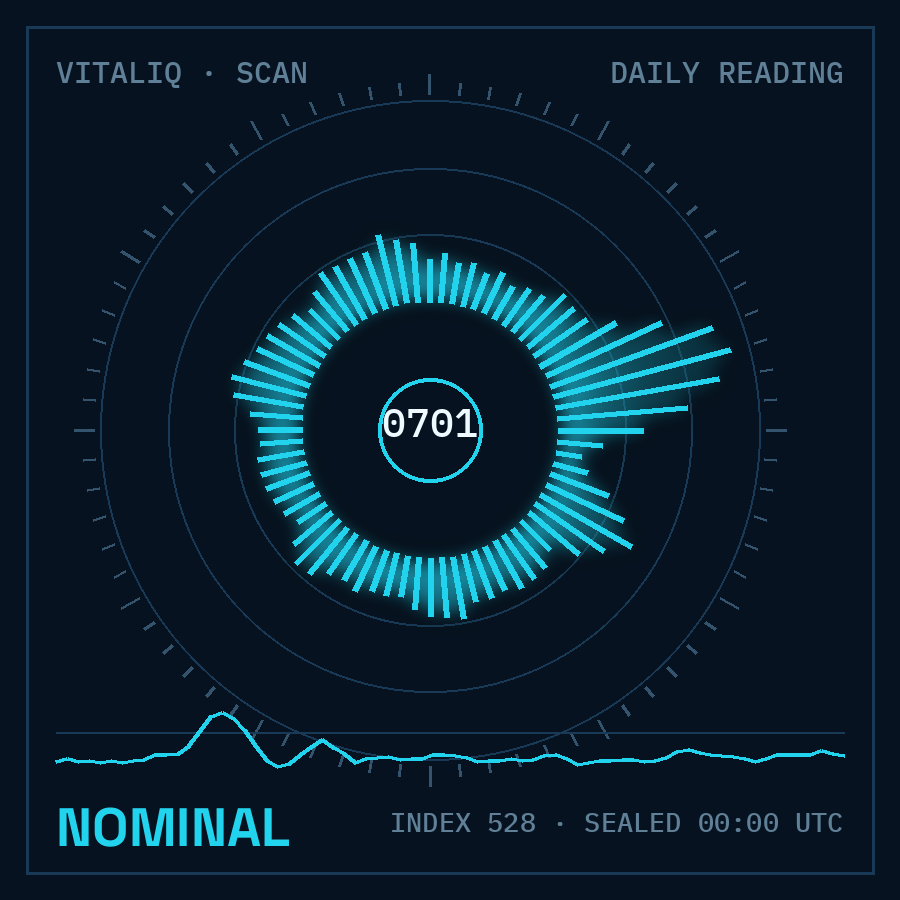 VITALIQ · SCAN
DAILY READING
0701
NOMINAL
INDEX 528 · SEALED 00:00 UTC